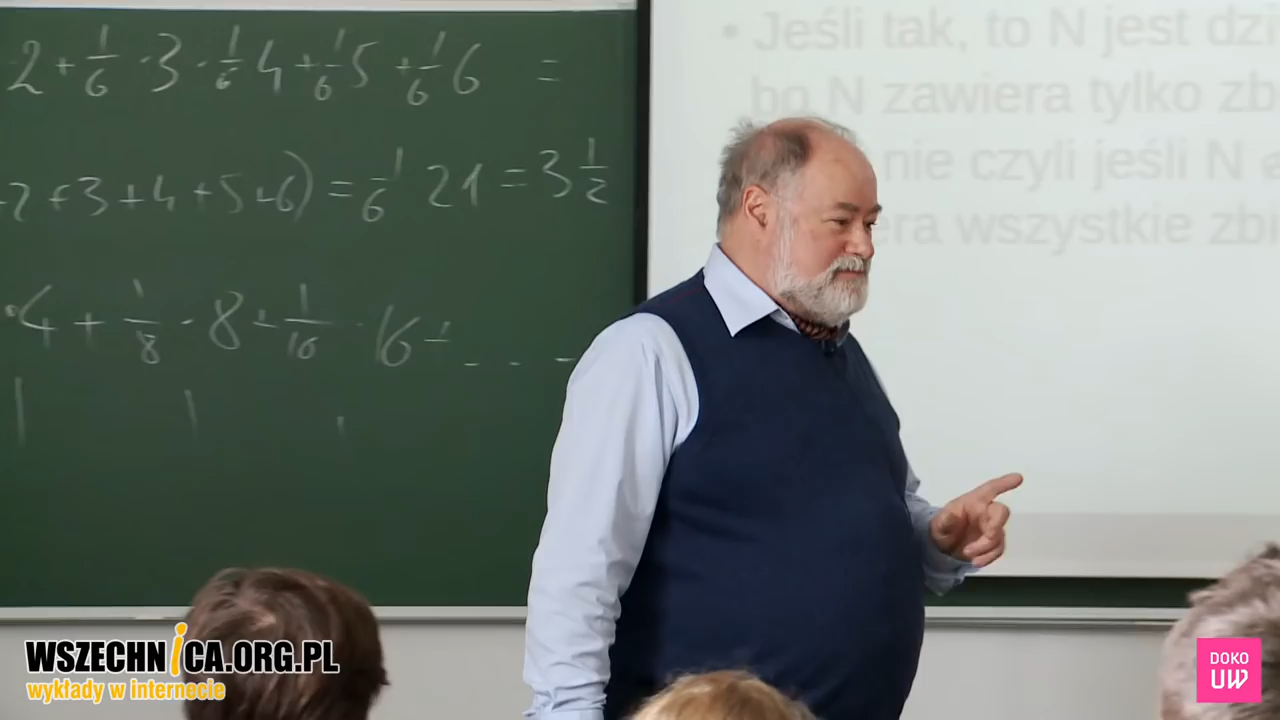 2 + 1/6 · 3 · 1/6 4 + 1/6 5 + 1/6 6 =
+2 + 3 + 4 + 5 + 6) = 1/6 21 = 3 1/2
· 4 + 1/8 · 8 + 1/16 · 16 + . . .
• Jeśli tak, to N jest dzi
bo N zawiera tylko zb
nie czyli jeśli N
era wszystkie zbi
WSZECHNICA.ORG.PL
wykłady w internecie
DOKO
UW